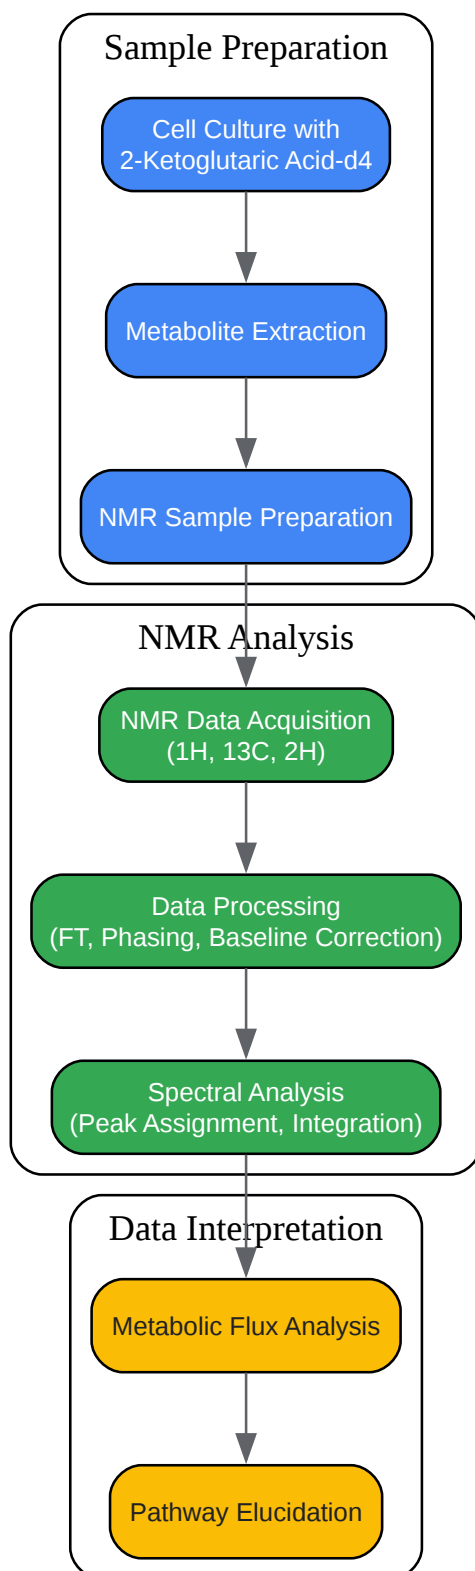 Sample Preparation
Cell Culture with
2-Ketoglutaric Acid-d4
Metabolite Extraction
NMR Sample Preparation
NMR Analysis
NMR Data Acquisition
(1H, 13C, 2H)
Data Processing
(FT, Phasing, Baseline Correction)
Spectral Analysis
(Peak Assignment, Integration)
Data Interpretation
Metabolic Flux Analysis
Pathway Elucidation